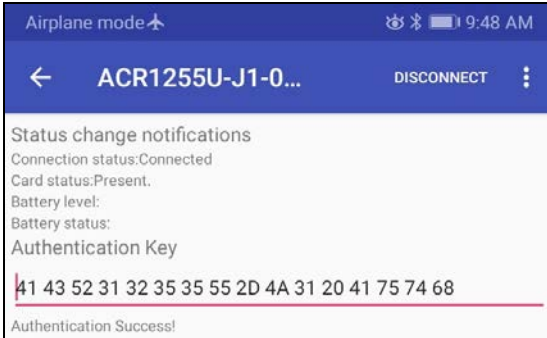 Airplane mode 9:48 AM
ACR1255U-J1-0... DISCONNECT
Status change notifications
Connection status:Connected
Card status:Present.
Battery level:
Battery status:
Authentication Key
41 43 52 31 32 35 35 55 2D 4A 31 20 41 75 74 68
Authentication Success!